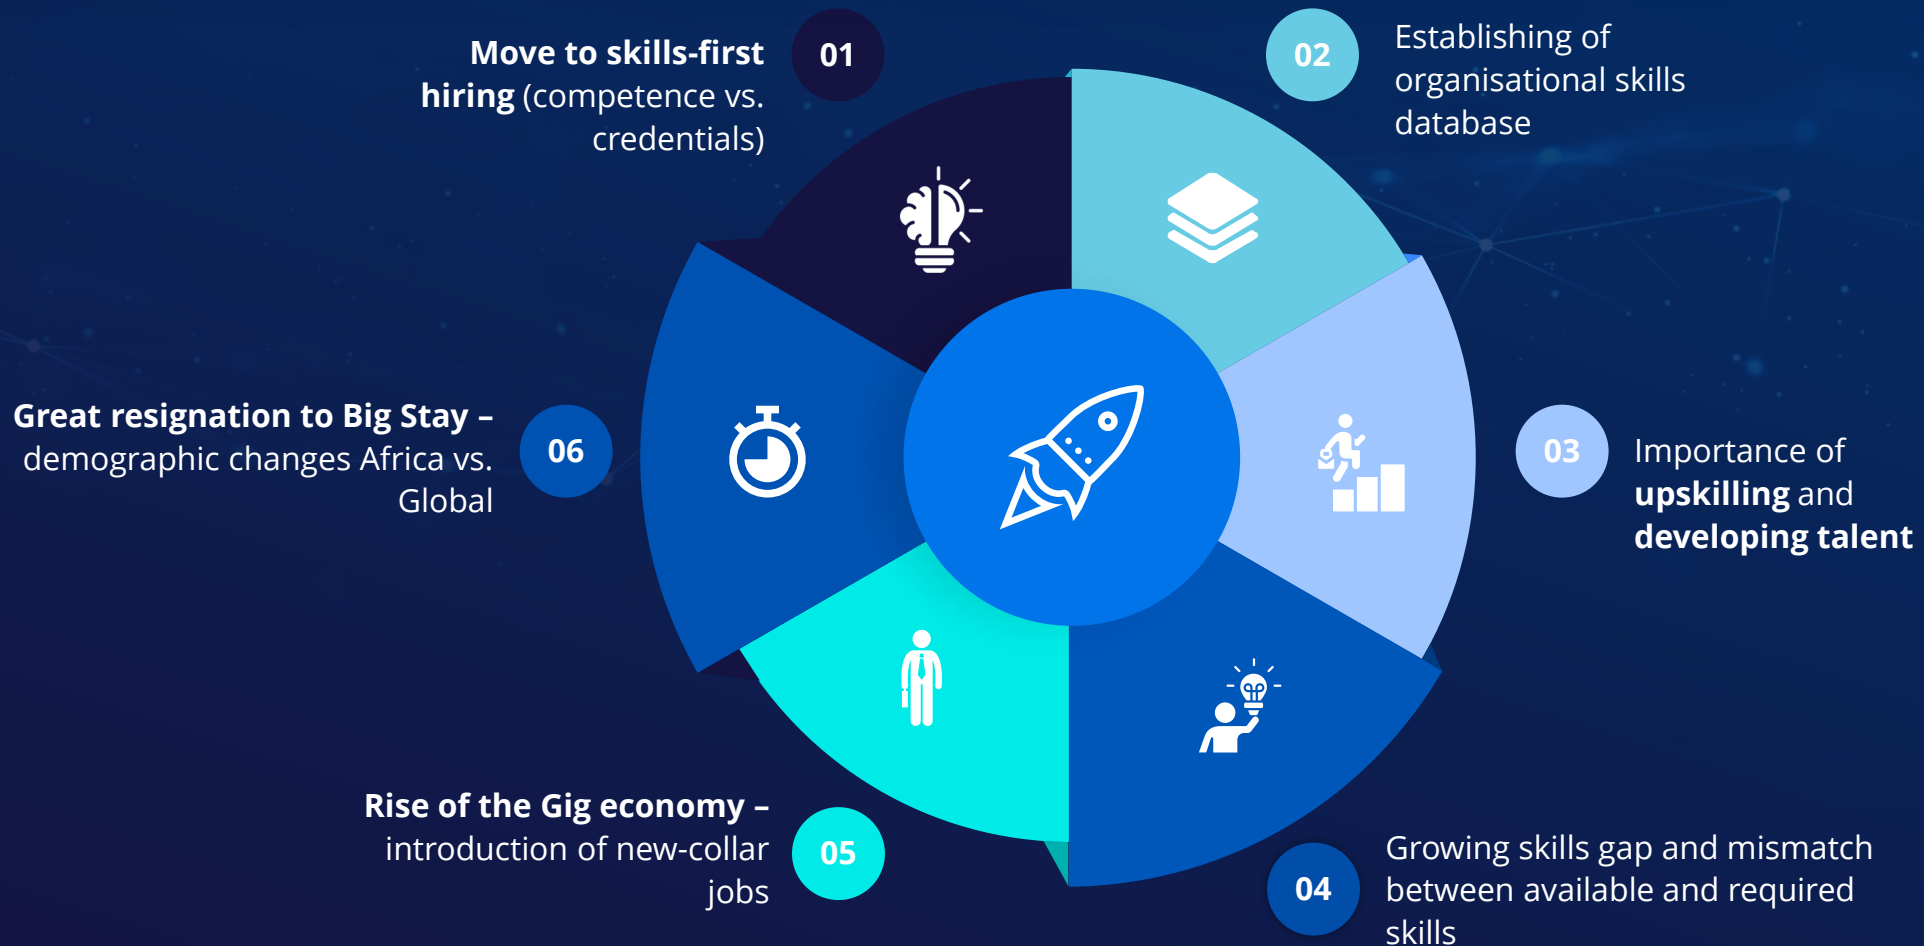 01
Move to skills-first
hiring (competence vs.
credentials)
02
Establishing of
organisational skills
database
03
Importance of
upskilling and
developing talent
04
Growing skills gap and mismatch
between available and required
skills
05
Rise of the Gig economy –
introduction of new-collar
jobs
06
Great resignation to Big Stay –
demographic changes Africa vs.
Global